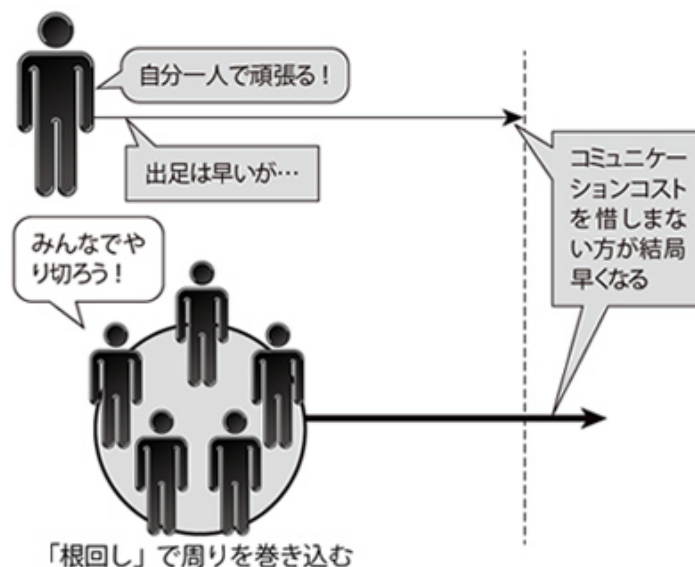 自分一人で頑張る！
出足は早いが…
コミュニケー
ションコスト
を惜しまな
い方が結局
早くなる
みんなでや
り切ろう！
「根回し」で周りを巻き込む